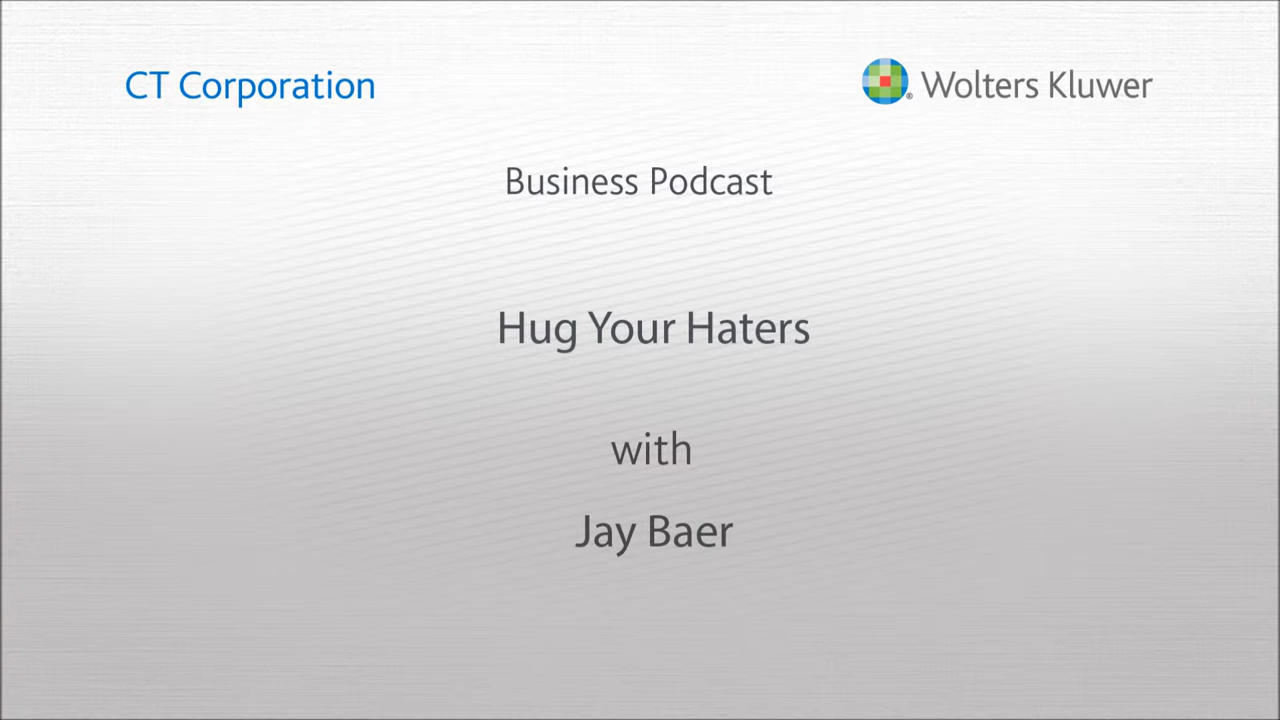 CT Corporation
® Wolters Kluwer
Business Podcast
Hug Your Haters
with
Jay Baer